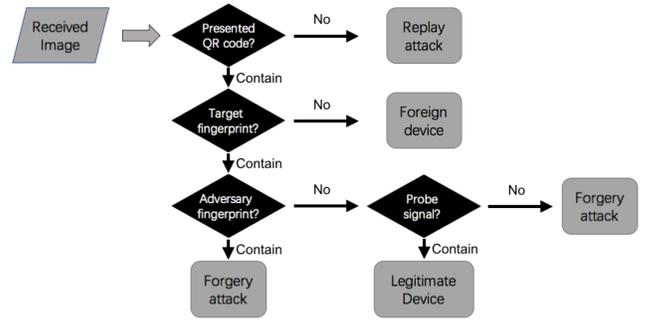 Received
Image
Presented
QR code?
No
Replay
attack
Contain
Target
fingerprint?
No
Foreign
device
Contain
Adversary
fingerprint?
No
Probe
signal?
No
Forgery
attack
Contain
Contain
Forgery
attack
Legitimate
Device